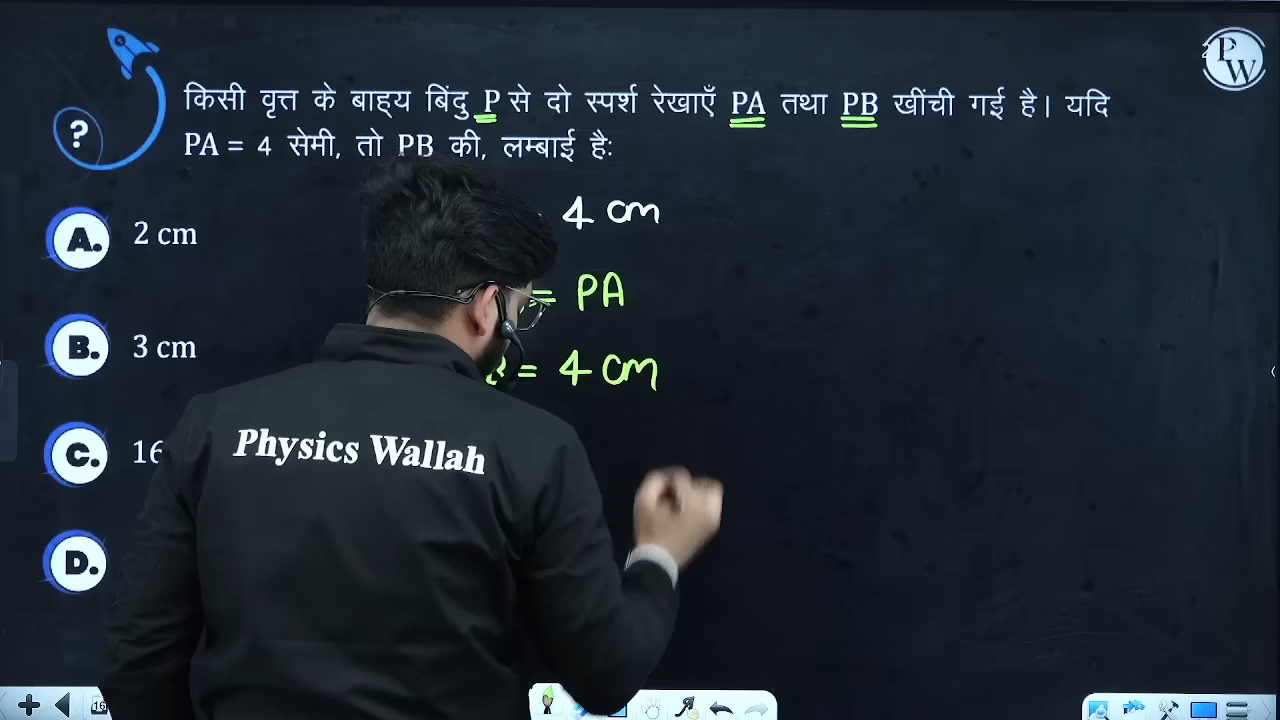 PW
किसी वृत्त के बाह्य बिंदु P से दो स्पर्श रेखाएँ PA तथा PB खींची गई है। यदि
PA = 4 सेमी, तो PB की, लम्बाई है:
?
A. 2 cm
4 cm
= PA
B. 3 cm
= 4 cm
C. 16
D.
Physics Wallah
16